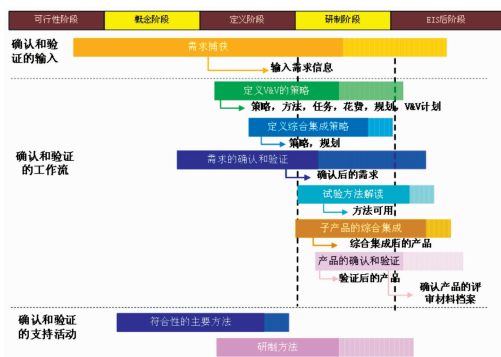 可行性阶段 概念阶段 定义阶段 研制阶段 EIS后阶段
确认和验
证的输入
需求捕获
输入需求信息
定义V&V的策略
策略，方法，任务，花费，规划，V&V计划
定义综合集成策略
策略，规划
确认和验证
的工作流
需求的确认和验证
确认后的需求
试验方法解读
方法可用
子产品的综合集成
综合集成后的产品
产品的确认和验证
验证后的产品
确认产品的评
审材料档案
确认和验证
的支持活动
符合性的主要方法
研制方法